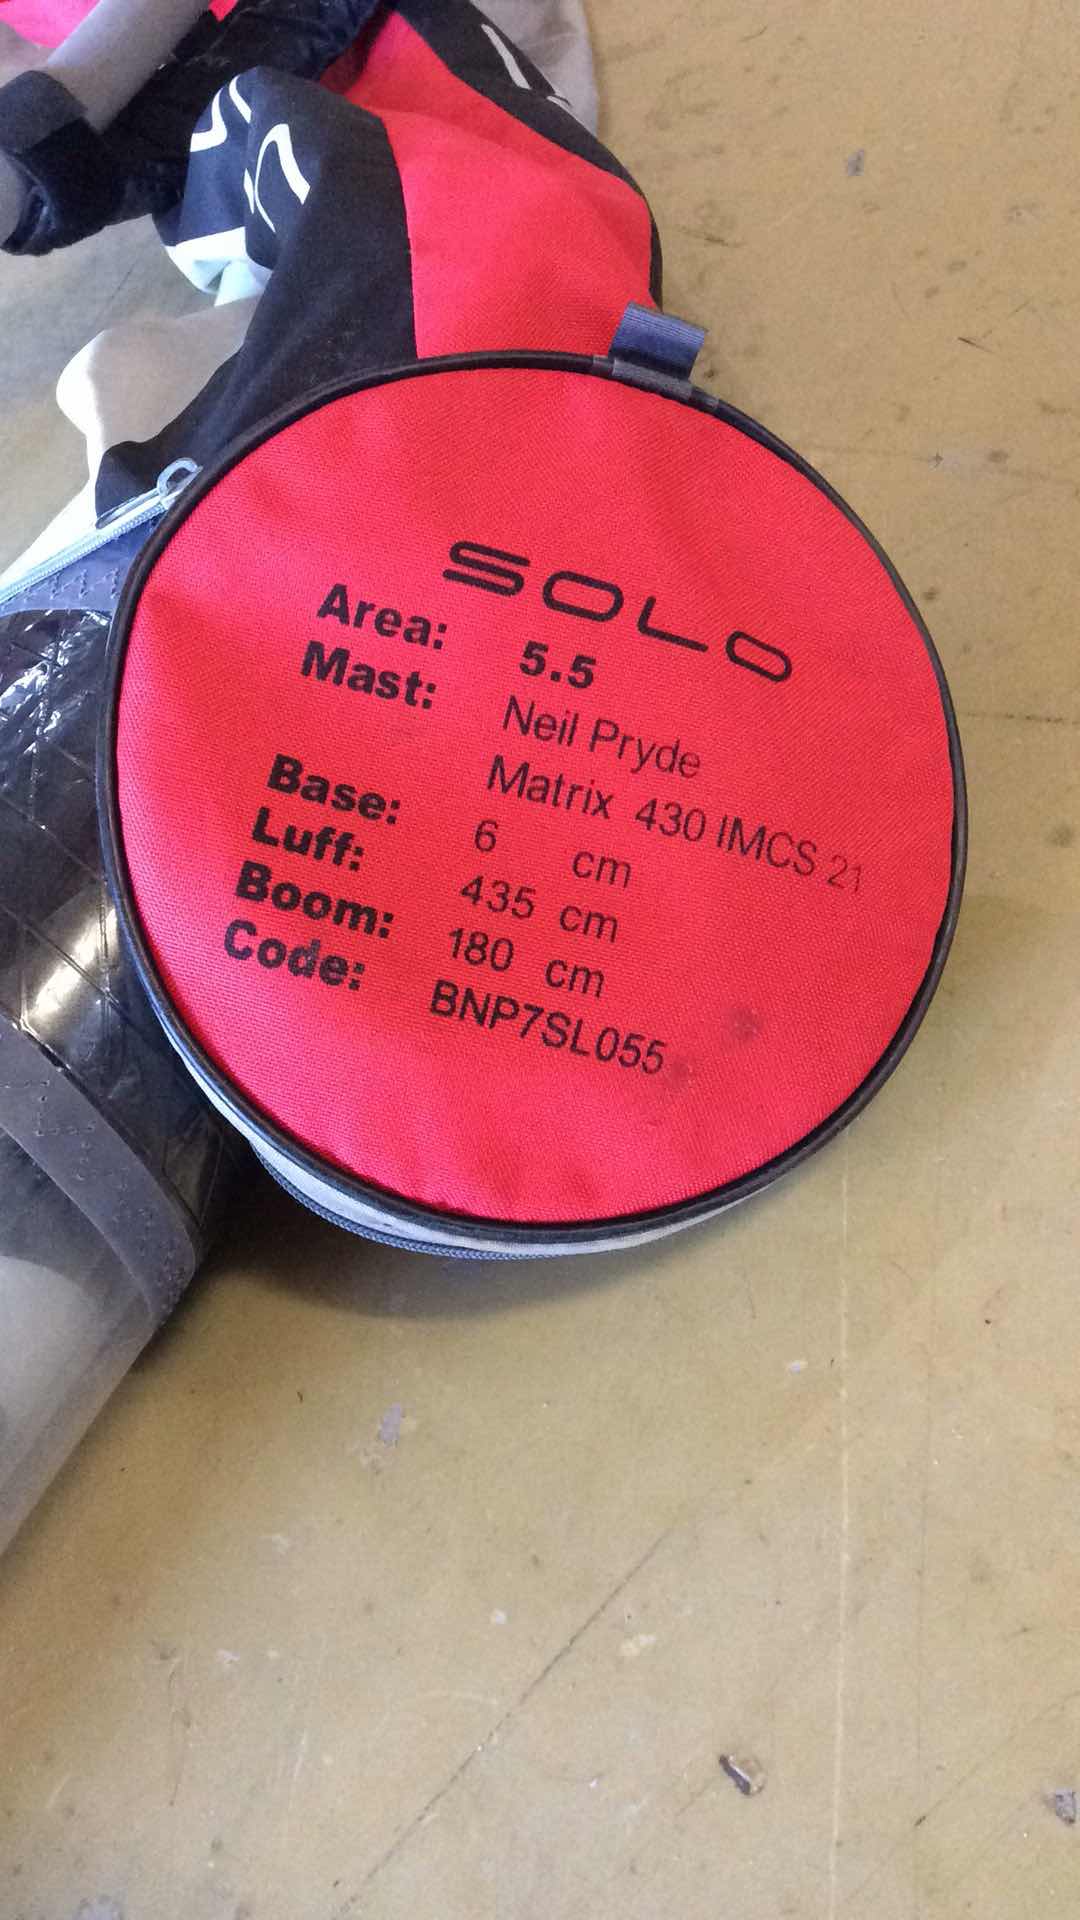 SOLO
Area: 5.5
Mast: Neil Pryde
Matrix 430 IMCS 21
Base: 6 cm
Luff: 435 cm
Boom: 180 cm
Code: BNP7SL055